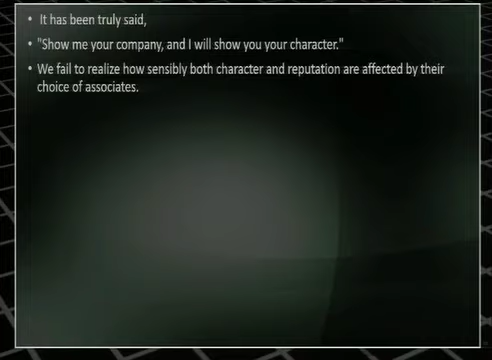 • It has been truly said,
• "Show me your company, and I will show you your character."
• We fail to realize how sensibly both character and reputation are affected by their
choice of associates.